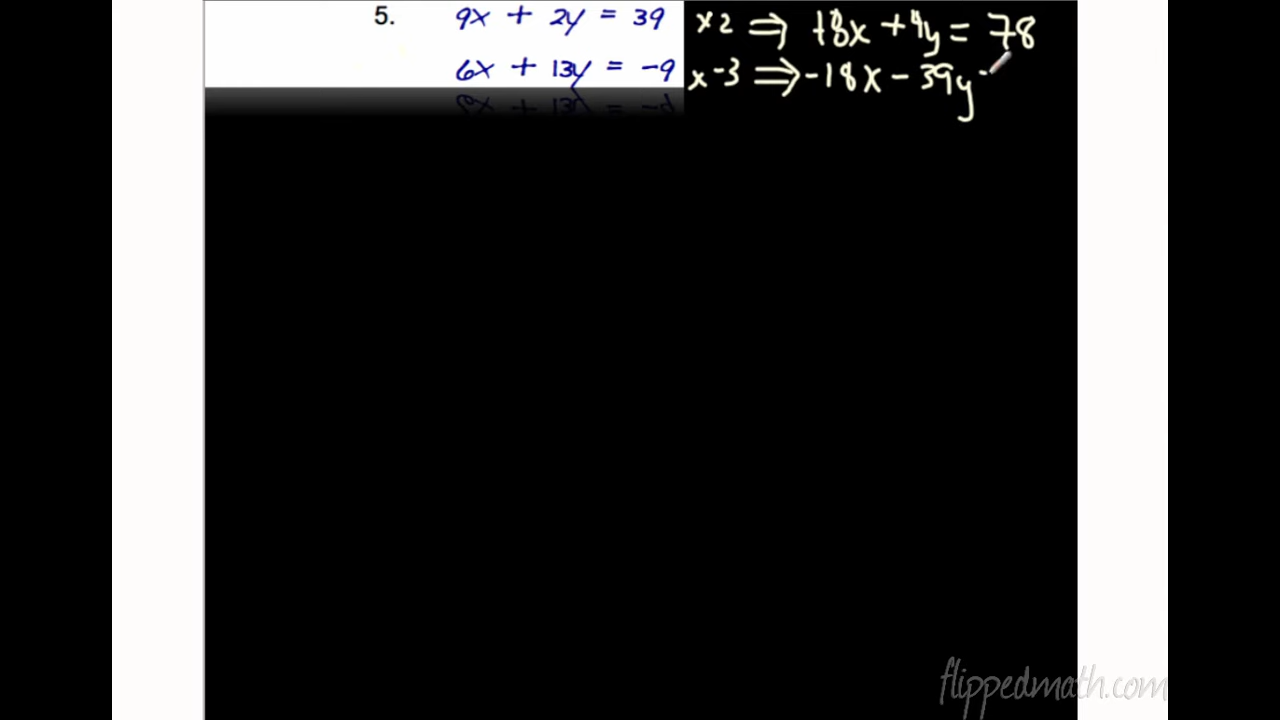 5. 9x + 2y = 39 x2 ⇒ 18x + 4y = 78
6x + 13y = -9 x-3 ⇒ -18x - 39y -
flippedmath.com